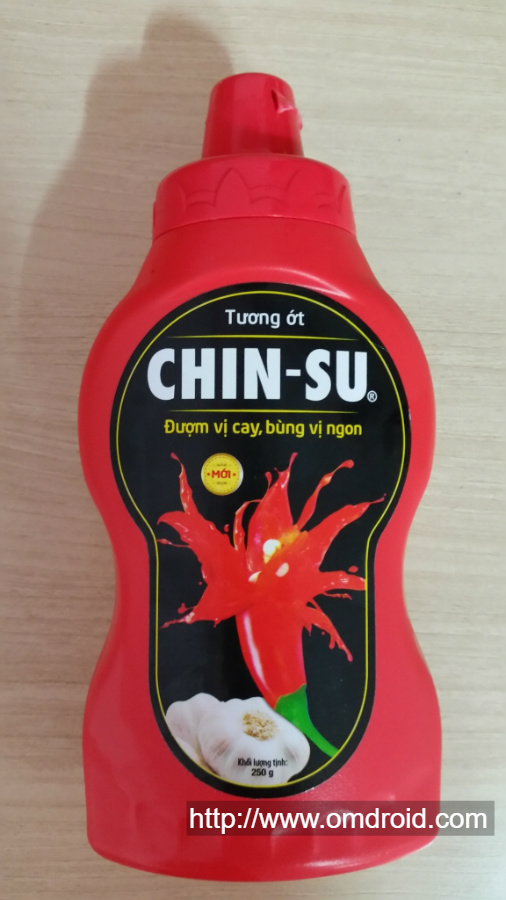 Tương ớt
CHIN-SU®
Đượm vị cay, bùng vị ngon
MỚI
Khối lượng tịnh:
250 g
http://www.omdroid.com